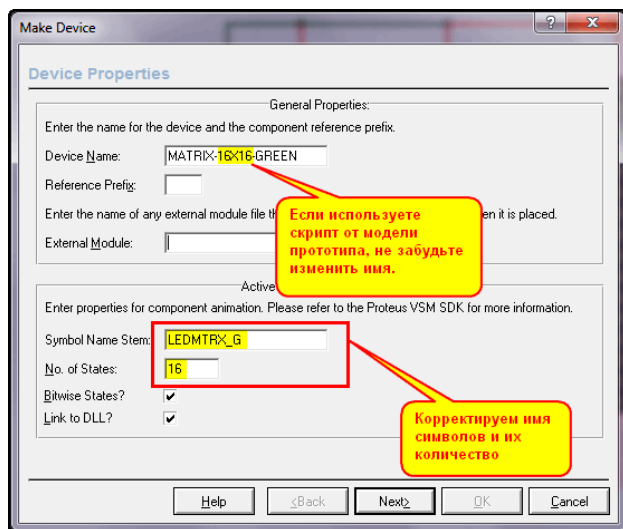 Make Device
Device Properties
General Properties:
Enter the name for the device and the component reference prefix.
Device Name: MATRIX-16X16-GREEN
Reference Prefix:
Enter the name of any external module file th en it is placed.
External Module:
Если используете
скрипт от модели
прототипа, не забудьте
изменить имя.
Active
Enter properties for component animation. Please refer to the Proteus VSM SDK for more information.
Symbol Name Stem: LEDMTRX_G
No. of States: 16
Bitwise States?
Link to DLL?
Корректируем имя
символов и их
количество
Help <Back Next> OK Cancel